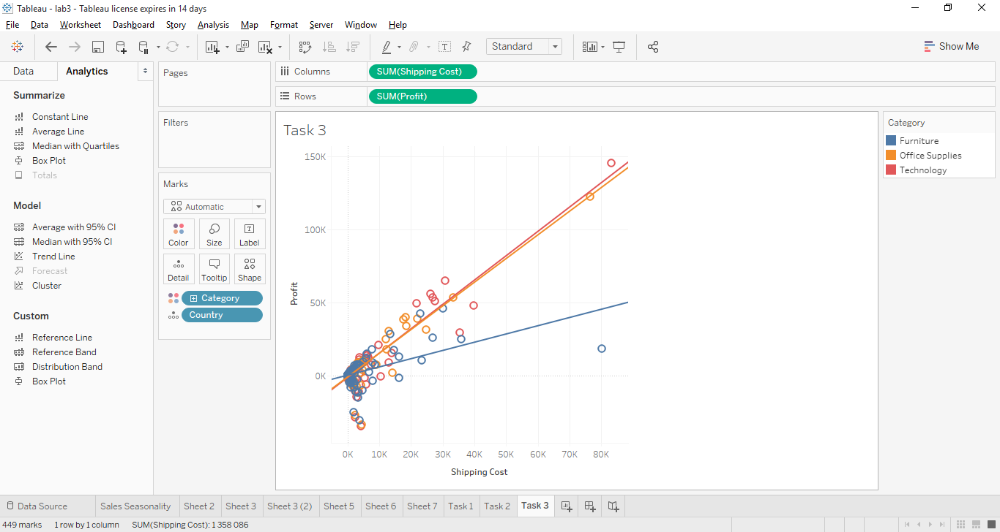 Tableau - lab3 - Tableau license expires in 14 days
File Data Worksheet Dashboard Story Analysis Map Format Server Window Help
Standard
Show Me
Data Analytics
Summarize
Constant Line
Average Line
Median with Quartiles
Box Plot
Totals
Model
Average with 95% CI
Median with 95% CI
Trend Line
Forecast
Cluster
Custom
Reference Line
Reference Band
Distribution Band
Box Plot
Pages
Filters
Marks
Automatic
Color Size Label
Detail Tooltip Shape
Category
Country
Columns SUM(Shipping Cost)
Rows SUM(Profit)
Task 3
150K
100K
50K
0K
Profit
0K 10K 20K 30K 40K 50K 60K 70K 80K
Shipping Cost
Category
Furniture
Office Supplies
Technology
Data Source Sales Seasonality Sheet 2 Sheet 3 Sheet 3 (2) Sheet 5 Sheet 6 Sheet 7 Task 1 Task 2 Task 3
449 marks 1 row by 1 column SUM(Shipping Cost): 1 358 086